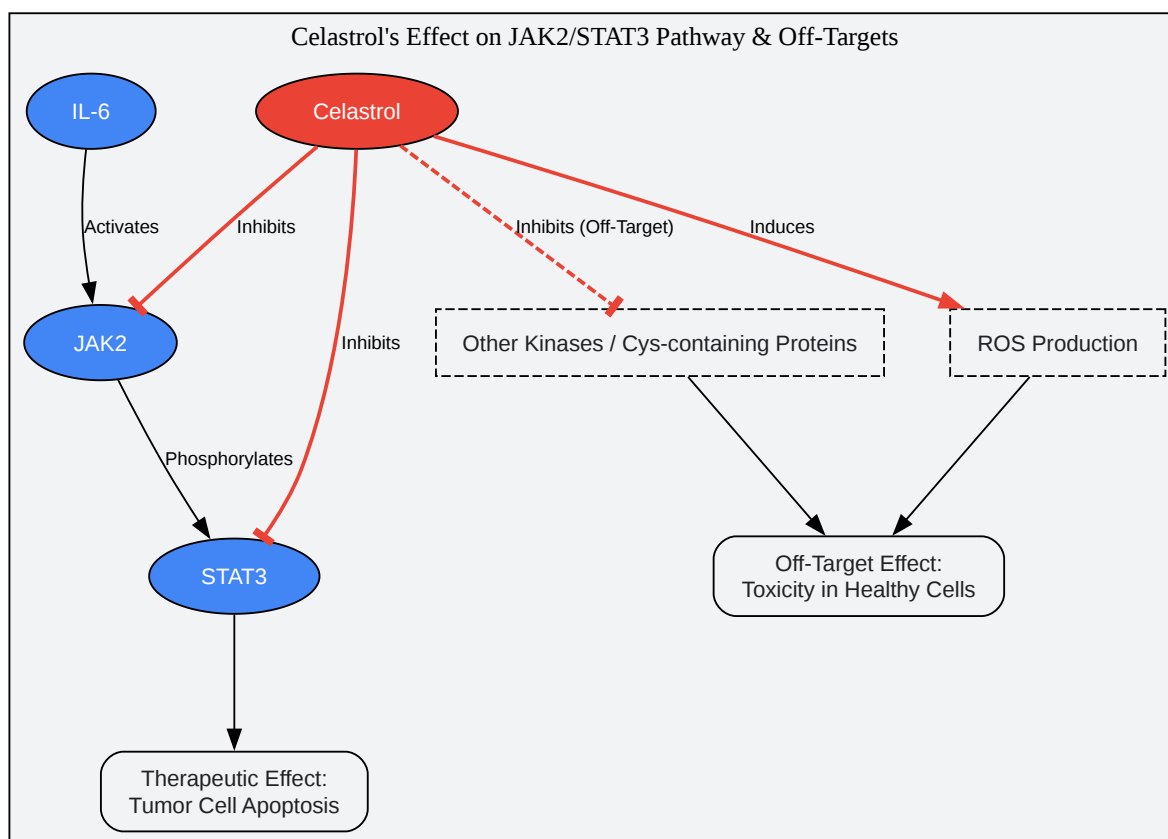 Celastrol's Effect on JAK2/STAT3 Pathway & Off-Targets
IL-6
Celastrol
Activates
Inhibits
Inhibits (Off-Target)
Induces
JAK2
Inhibits
Other Kinases / Cys-containing Proteins
ROS Production
Phosphorylates
STAT3
Off-Target Effect:
Toxicity in Healthy Cells
Therapeutic Effect:
Tumor Cell Apoptosis